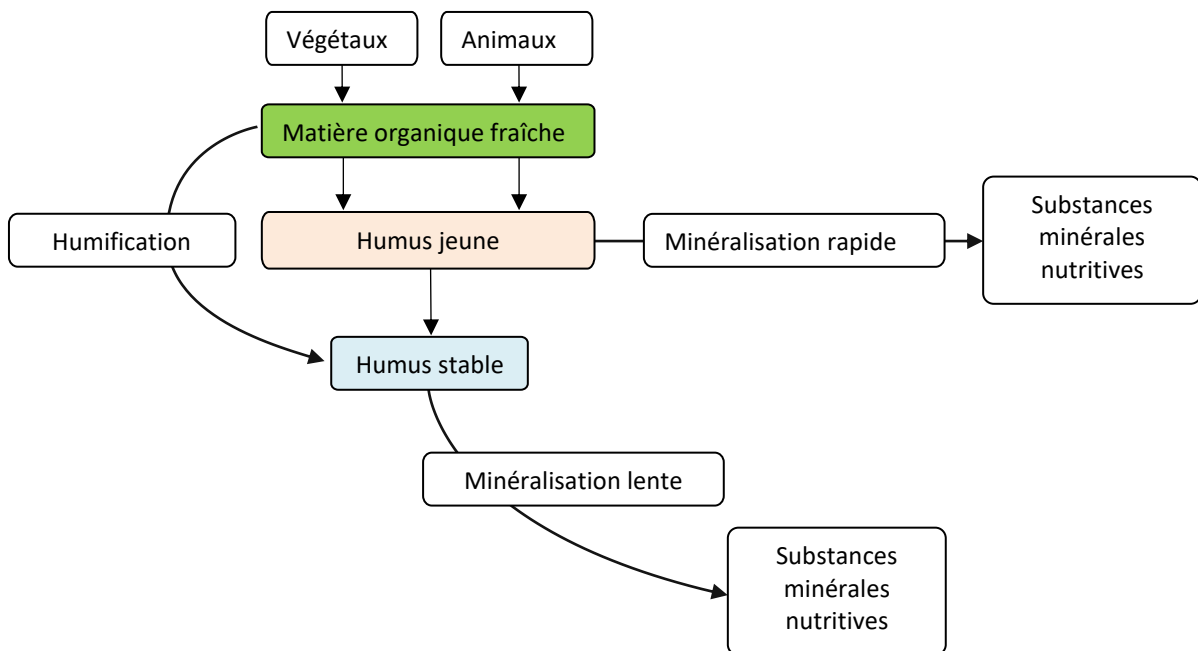 Végétaux
Animaux
Matière organique fraîche
Humification
Humus jeune
Minéralisation rapide
Substances
minérales
nutritives
Humus stable
Minéralisation lente
Substances
minérales
nutritives